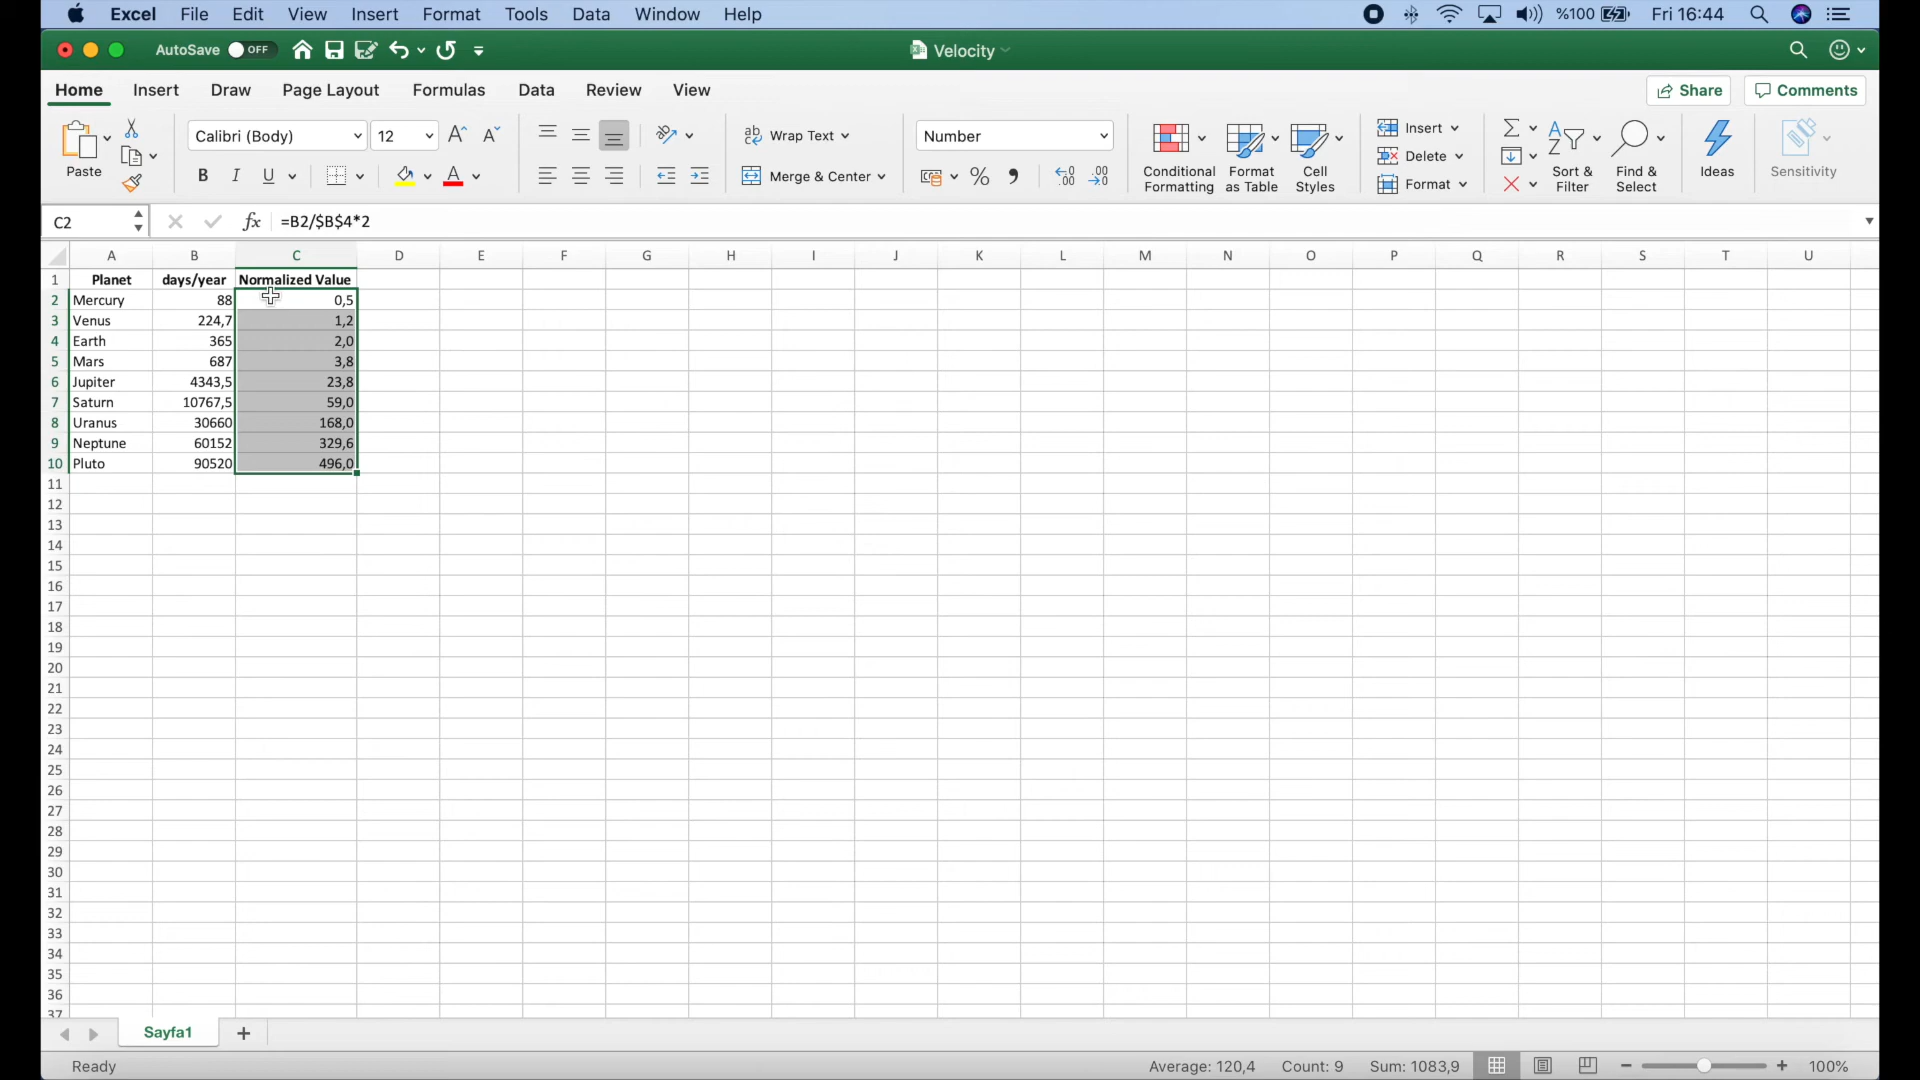 Excel File Edit View Insert Format Tools Data Window Help %100 Fri 16:44
AutoSave OFF Velocity
Home Insert Draw Page Layout Formulas Data Review View Share Comments
Paste Calibri (Body) 12 Wrap Text Number Insert
B I U Merge & Center % Delete
Format
Conditional Formatting
Format as Table
Cell Styles
Sort & Filter
Find & Select
Ideas
Sensitivity
C2 fx =B2/$B$4*2
A B C D E F G H I J K L M N O P Q R S T U
1 Planet days/year Normalized Value
2 Mercury 88 0,5
3 Venus 224,7 1,2
4 Earth 365 2,0
5 Mars 687 3,8
6 Jupiter 4343,5 23,8
7 Saturn 10767,5 59,0
8 Uranus 30660 168,0
9 Neptune 60152 329,6
10 Pluto 90520 496,0
11
12
13
14
15
16
17
18
19
20
21
22
23
24
25
26
27
28
29
30
31
32
33
34
35
36
37
Sayfa1
Ready Average: 120,4 Count: 9 Sum: 1083,9 100%